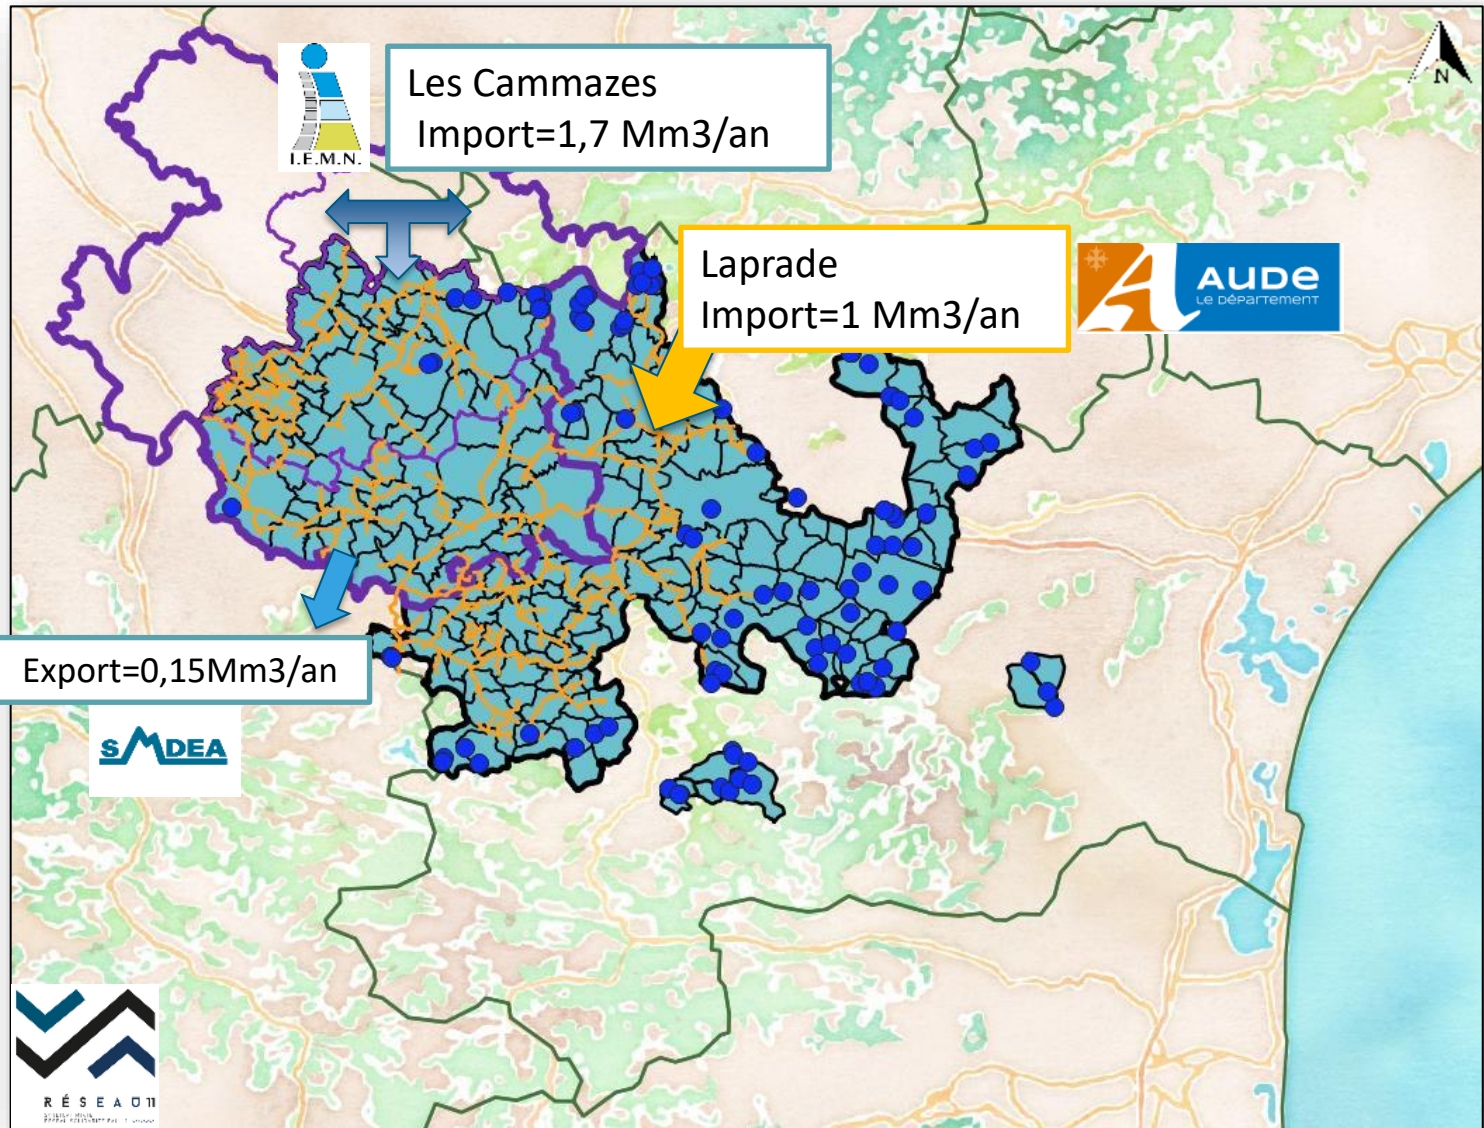 Les Cammazes
Import=1,7 Mm3/an
I.E.M.N.
N
Laprade
Import=1 Mm3/an
AUDe
LE DÉPARTEMENT
Export=0,15Mm3/an
SMDEA
RÉSEAU11